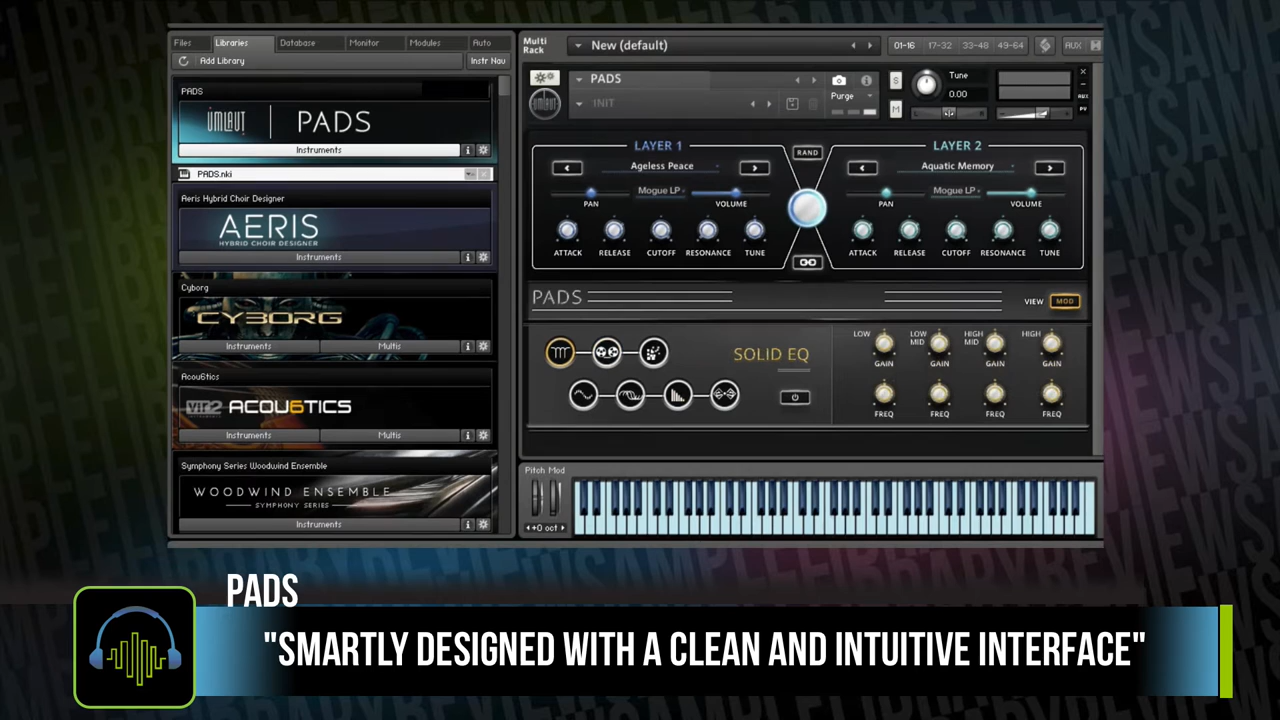 Files Libraries Database Monitor Modules Auto
Add Library Instr Nav
PADS
ÜMLAUT PADS
Instruments
PADS.nki
Aeris Hybrid Choir Designer
AERIS
HYBRID CHOIR DESIGNER
Instruments
Cyborg
CYBORG
Instruments Multis
Acou6tics
VIR2 ACOU6TICS
Instruments Multis
Symphony Series Woodwind Ensemble
WOODWIND ENSEMBLE
SYMPHONY SERIES
Instruments
Multi Rack New (default) 01-16 17-32 33-48 49-64 AUX
PADS Purge S Tune
0.00
ÜMLAUT INIT M AUX
PV
LAYER 1 RAND LAYER 2
Ageless Peace Aquatic Memory
Mogue LP Mogue LP
PAN VOLUME PAN VOLUME
ATTACK RELEASE CUTOFF RESONANCE TUNE ATTACK RELEASE CUTOFF RESONANCE TUNE
PADS VIEW MOD
SOLID EQ
LOW LOW MID HIGH MID HIGH
GAIN GAIN GAIN GAIN
FREQ FREQ FREQ FREQ
Pitch Mod
+0 oct
PADS
"SMARTLY DESIGNED WITH A CLEAN AND INTUITIVE INTERFACE"